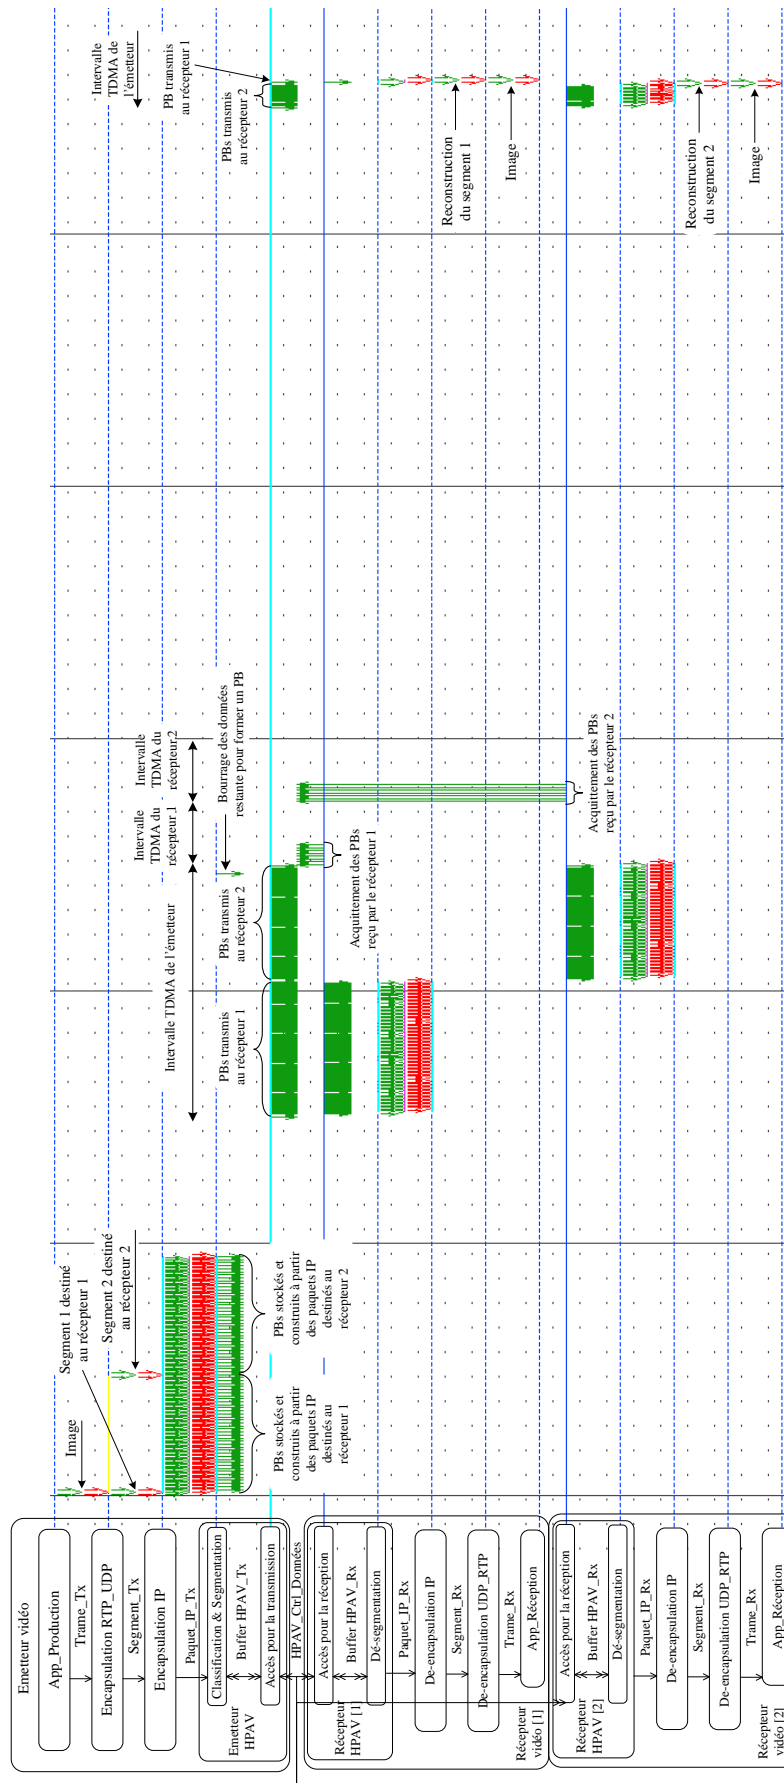 Emetteur vidéo
App_Production
Trame_Tx
Encapsulation RTP_UDP
Segment_Tx
Encapsulation IP
Paquet_IP_Tx
Classification & Segmentation
Buffer HPAV_Tx
Accès pour la transmission
Emetteur
HPAV
HPAV_Ctrl_Données
Accès pour la réception
Buffer HPAV_Rx
Dé-segmentation
Récepteur
HPAV [1]
Paquet_IP_Rx
De-encapsulation IP
Segment_Rx
De-encapsulation UDP_RTP
Trame_Rx
App_Réception
Récepteur
vidéo [1]
Accès pour la réception
Buffer HPAV_Rx
Dé-segmentation
Récepteur
HPAV [2]
Paquet_IP_Rx
De-encapsulation IP
Segment_Rx
De-encapsulation UDP_RTP
Trame_Rx
App_Réception
Récepteur
vidéo [2]
Image
Segment 1 destiné
au récepteur 1
Segment 2 destiné
au récepteur 2
PBs stockés et
construits à partir
des paquets IP
destinés au
récepteur 1
PBs stockés et
construits à partir
des paquets IP
destinés au
récepteur 2
Intervalle TDMA de l'émetteur
PBs transmis
au récepteur 1
PBs transmis
au récepteur 2
Intervalle
TDMA du
récepteur 1
Intervalle
TDMA du
récepteur 2
Bourrage des données
restante pour former un PB
Acquittement des PBs
reçu par le récepteur 1
Acquittement des PBs
reçu par le récepteur 2
Intervalle
TDMA de
l'émetteur
PB transmis
au récepteur 1
PBs transmis
au récepteur 2
Reconstruction
du segment 1
Image
Reconstruction
du segment 2
Image